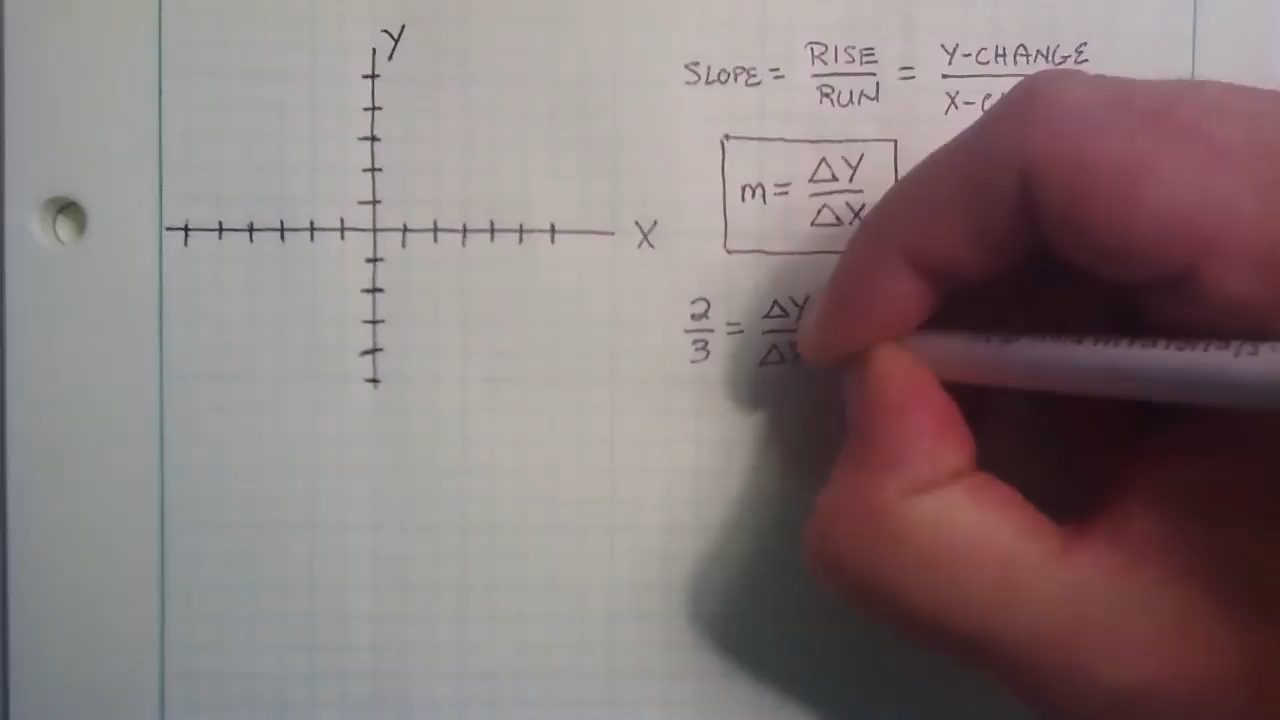 Y
X
SLOPE = RISE/RUN = Y-CHANGE/X-C
m = ΔY/ΔX
2/3 = ΔY/Δ